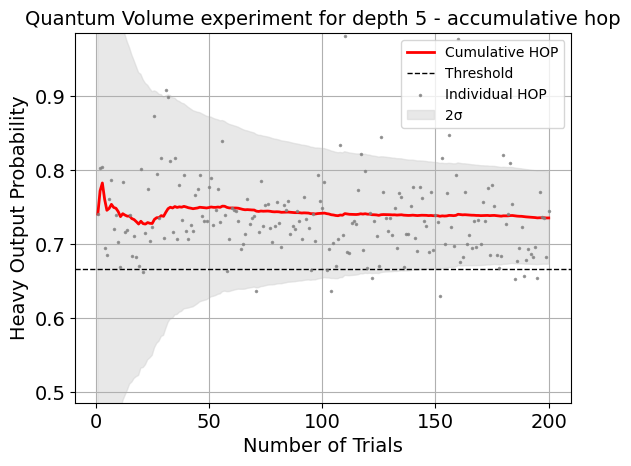 Quantum Volume experiment for depth 5 - accumulative hop
Cumulative HOP
Threshold
Individual HOP
2σ
Heavy Output Probability
0.9
0.8
0.7
0.6
0.5
0
50
100
150
200
Number of Trials